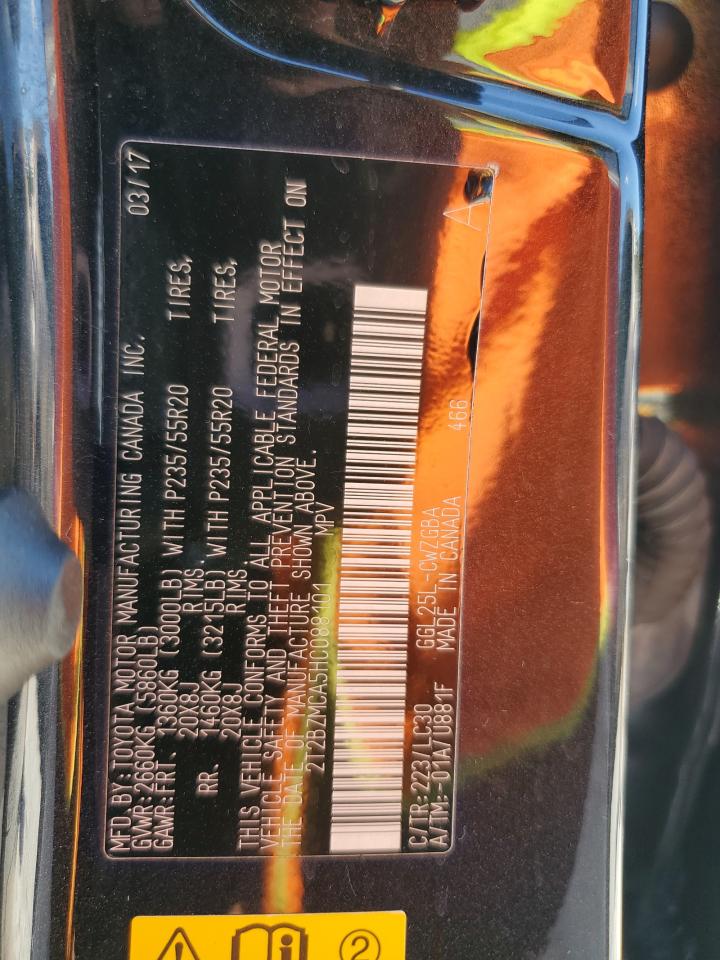 MFD. BY: TOYOTA MOTOR MANUFACTURING CANADA INC. 03/17
GVWR: 2660KG (5860LB)
GAWR: FRT. 1360KG (3000LB) WITH P235/55R20 TIRES,
20X8J RIMS,
RR. 1460KG (3215LB) WITH P235/55R20 TIRES,
20X8J RIMS.
THIS VEHICLE CONFORMS TO ALL APPLICABLE FEDERAL MOTOR
VEHICLE SAFETY AND THEFT PREVENTION STANDARDS IN EFFECT ON
THE DATE OF MANUFACTURE SHOWN ABOVE.
2T2BZMCA5HC088101 MPV
C/TR: 223/LC30 GGL25L-CWZGBA 466 A
A/TM:-01A/U881F MADE IN CANADA
2